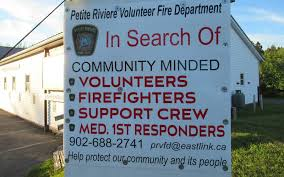 Petite Riviere Volunteer Fire Department
In Search Of
COMMUNITY MINDED
VOLUNTEERS
FIREFIGHTERS
SUPPORT CREW
MED. 1ST RESPONDERS
902-688-2741 prvfd@eastlink.ca
Help protect our community and its people